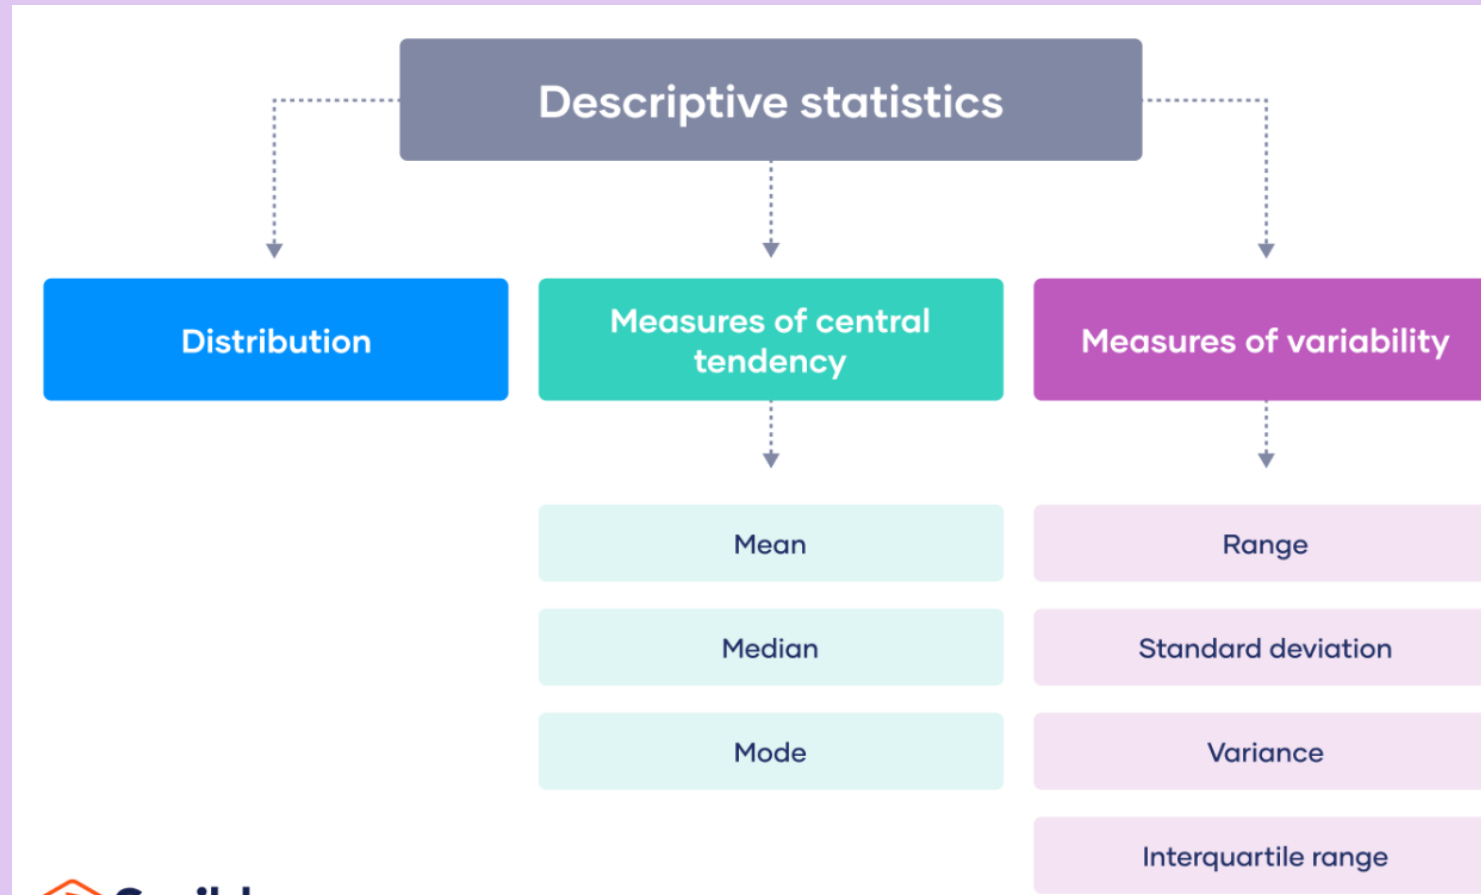 Descriptive statistics
Distribution
Measures of central
tendency
Measures of variability
Mean
Median
Mode
Range
Standard deviation
Variance
Interquartile range